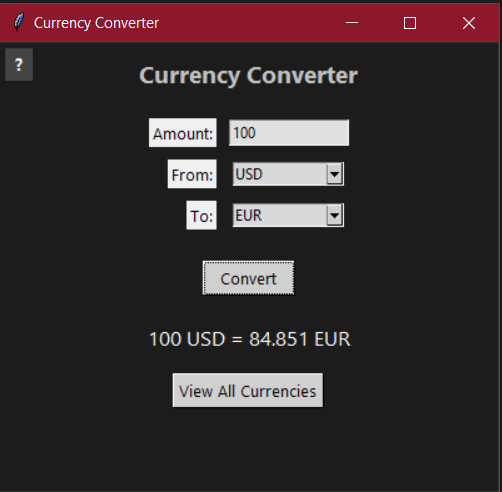 Currency Converter
?
Currency Converter
Amount: 100
From: USD
To: EUR
Convert
100 USD = 84.851 EUR
View All Currencies